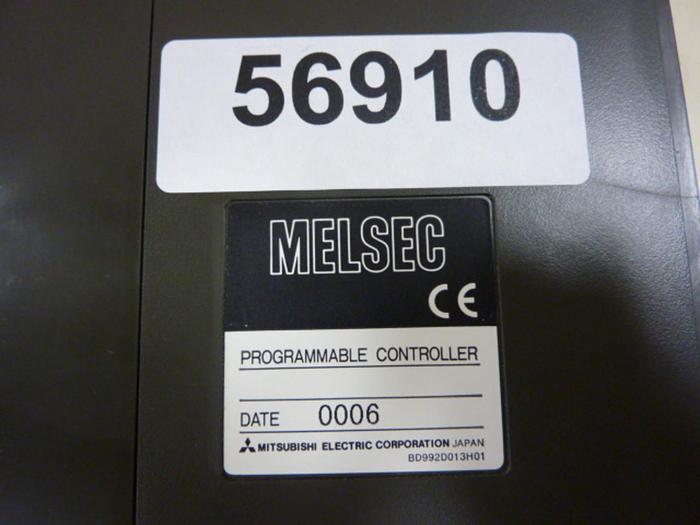 56910
MELSEC
CE
PROGRAMMABLE CONTROLLER
DATE 0006
MITSUBISHI ELECTRIC CORPORATION JAPAN
BD992D013H01